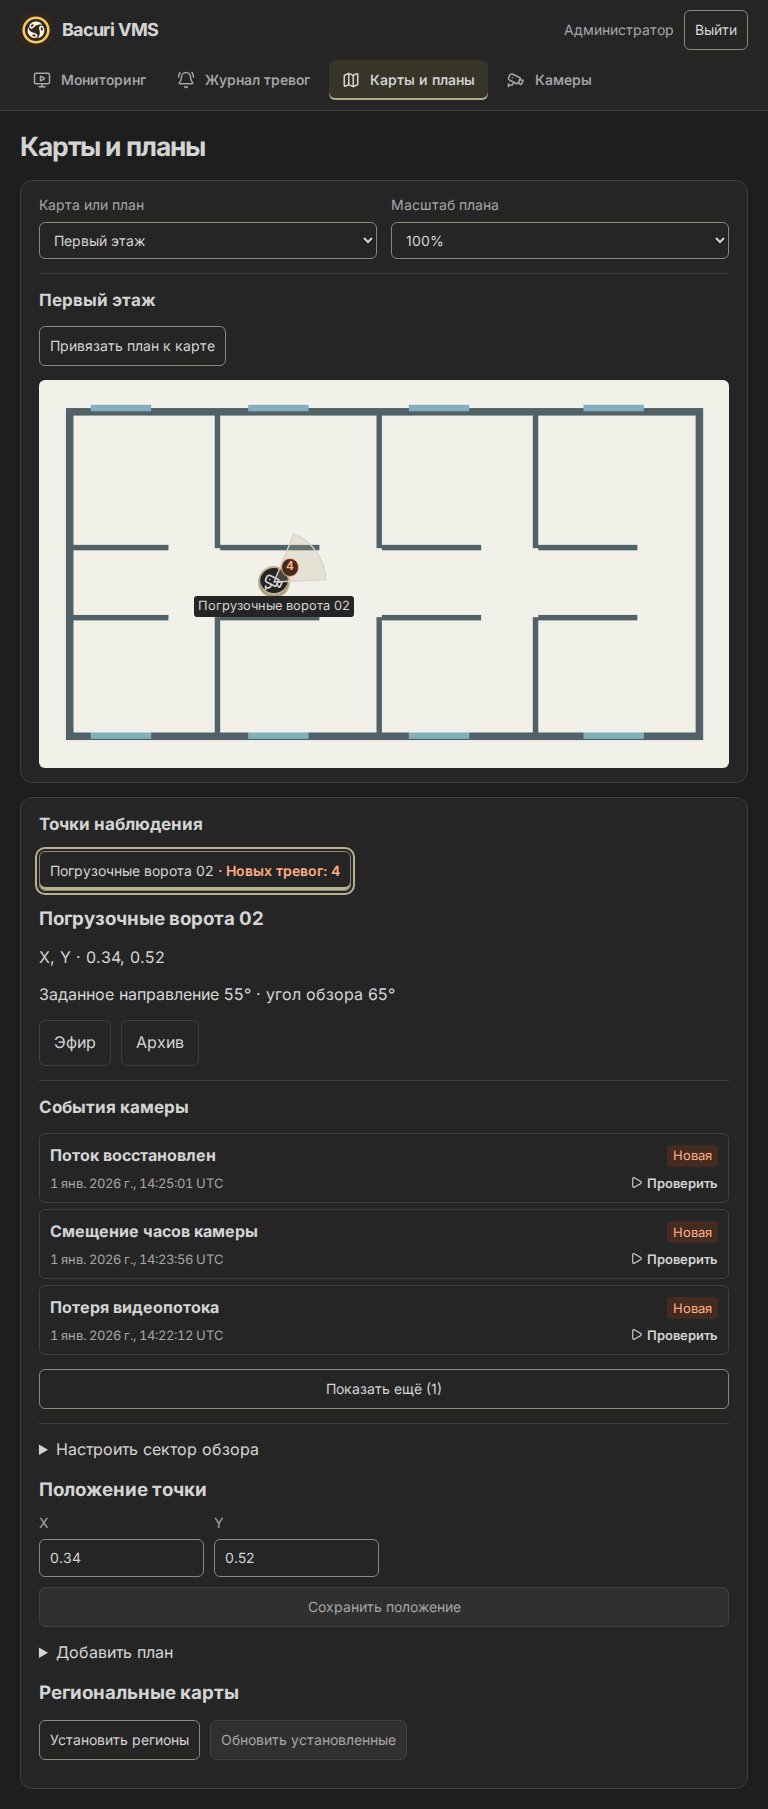 Bacuri VMS
Администратор
Выйти
Мониторинг
Журнал тревог
Карты и планы
Камеры
Карты и планы
Карта или план
Масштаб плана
Первый этаж
100%
Первый этаж
Привязать план к карте
4
Погрузочные ворота 02
Точки наблюдения
Погрузочные ворота 02 · Новых тревог: 4
Погрузочные ворота 02
X, Y · 0.34, 0.52
Заданное направление 55° · угол обзора 65°
Эфир
Архив
События камеры
Поток восстановлен
Новая
1 янв. 2026 г., 14:25:01 UTC
Проверить
Смещение часов камеры
Новая
1 янв. 2026 г., 14:23:56 UTC
Проверить
Потеря видеопотока
Новая
1 янв. 2026 г., 14:22:12 UTC
Проверить
Показать ещё (1)
Настроить сектор обзора
Положение точки
X
Y
0.34
0.52
Сохранить положение
Добавить план
Региональные карты
Установить регионы
Обновить установленные